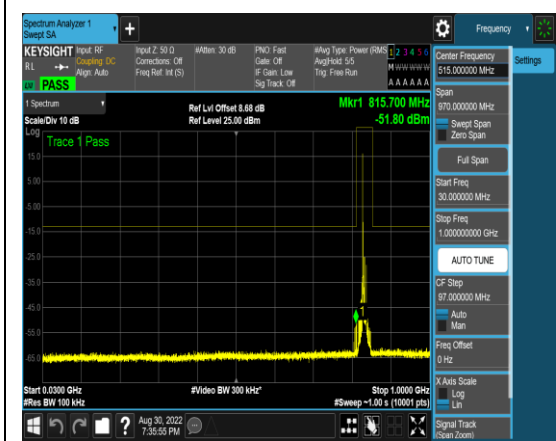 Spectrum Analyzer 1
Swept SA
+
Frequency
KEYSIGHT
RL
Input: RF
Coupling: DC
Align: Auto
Input Z: 50 Ω
Corrections: Off
Freq Ref: Int (S)
#Atten: 30 dB
PNO: Fast
Gate: Off
IF Gain: Low
Sig Track: Off
#Avg Type: Power (RMS
Avg|Hold: 5/5
Trig: Free Run
1 2 3 4 5 6
M W W W W W
A A A A A A
PASS
1 Spectrum
Scale/Div 10 dB
Ref Lvl Offset 8.68 dB
Ref Level 25.00 dBm
Mkr1 815.700 MHz
-51.80 dBm
Log
Trace 1 Pass
15.0
5.00
-5.00
-15.0
-25.0
-35.0
-45.0
-55.0
-65.0
1
Start 0.0300 GHz
#Res BW 100 kHz
#Video BW 300 kHz*
Stop 1.0000 GHz
#Sweep ~1.00 s (10001 pts)
Center Frequency
515.000000 MHz
Settings
Span
970.000000 MHz
Swept Span
Zero Span
Full Span
Start Freq
30.000000 MHz
Stop Freq
1.000000000 GHz
AUTO TUNE
CF Step
97.000000 MHz
Auto
Man
Freq Offset
0 Hz
X Axis Scale
Log
Lin
Signal Track
(Span Zoom)
?
Aug 30, 2022
7:35:55 PM